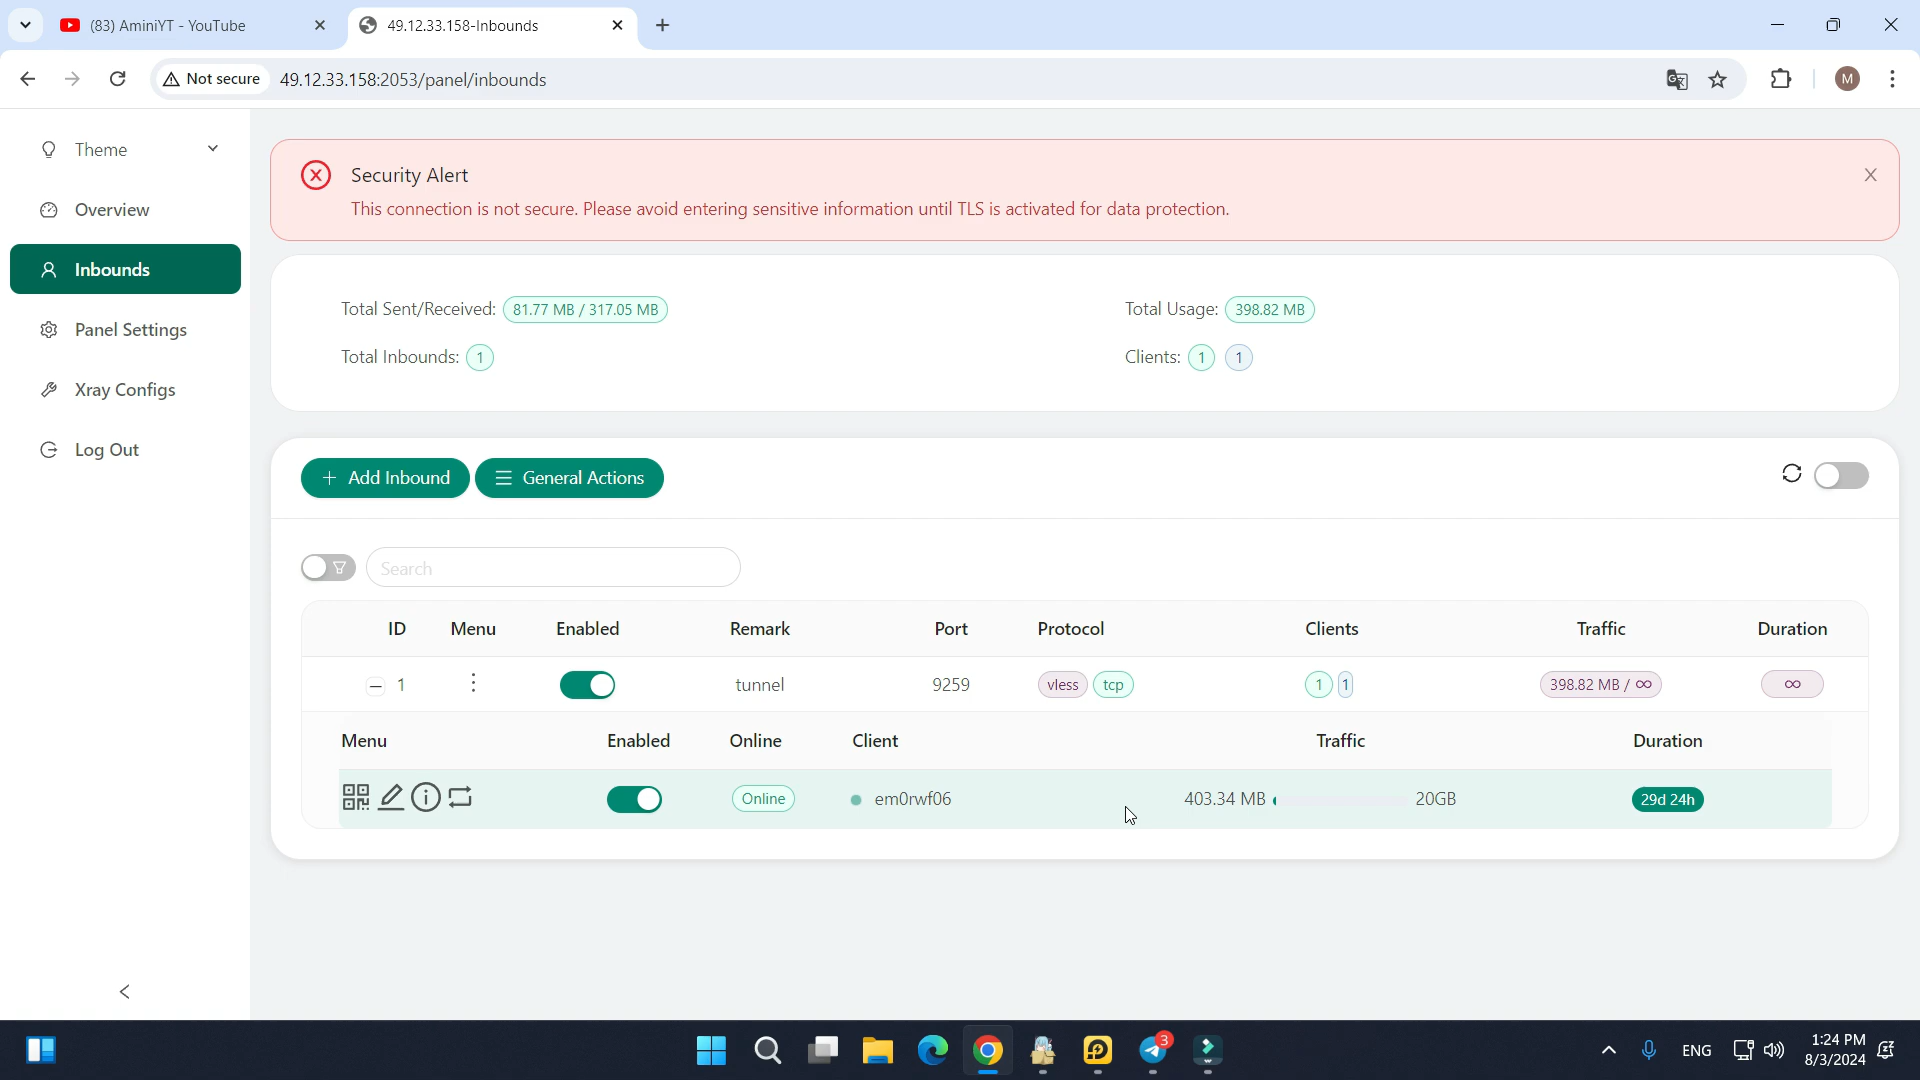 (83) AminiYT - YouTube
49.12.33.158-Inbounds
Not secure
49.12.33.158:2053/panel/inbounds
M
Theme
Overview
Inbounds
Panel Settings
Xray Configs
Log Out
Security Alert
This connection is not secure. Please avoid entering sensitive information until TLS is activated for data protection.
Total Sent/Received: 81.77 MB / 317.05 MB
Total Usage: 398.82 MB
Total Inbounds: 1
Clients: 1 1
+ Add Inbound
General Actions
Search
ID Menu Enabled Remark Port Protocol Clients Traffic Duration
1 tunnel 9259 vless tcp 1 1 398.82 MB / ∞ ∞
Menu Enabled Online Client Traffic Duration
Online em0rwf06 403.34 MB 20GB 29d 24h
3
ENG
1:24 PM
8/3/2024